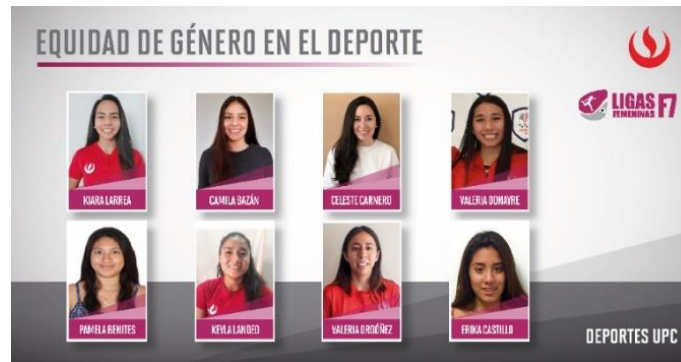 EQUIDAD DE GÉNERO EN EL DEPORTE
LIGAS F7
FEMENINAS
KIARA LARREA
CAMILA BAZÁN
CELESTE CARNERO
VALERIA DONAYRE
PAMELA BENITES
KEYLA LANDEO
VALERIA ORDÓÑEZ
ERIKA CASTILLO
DEPORTES UPC